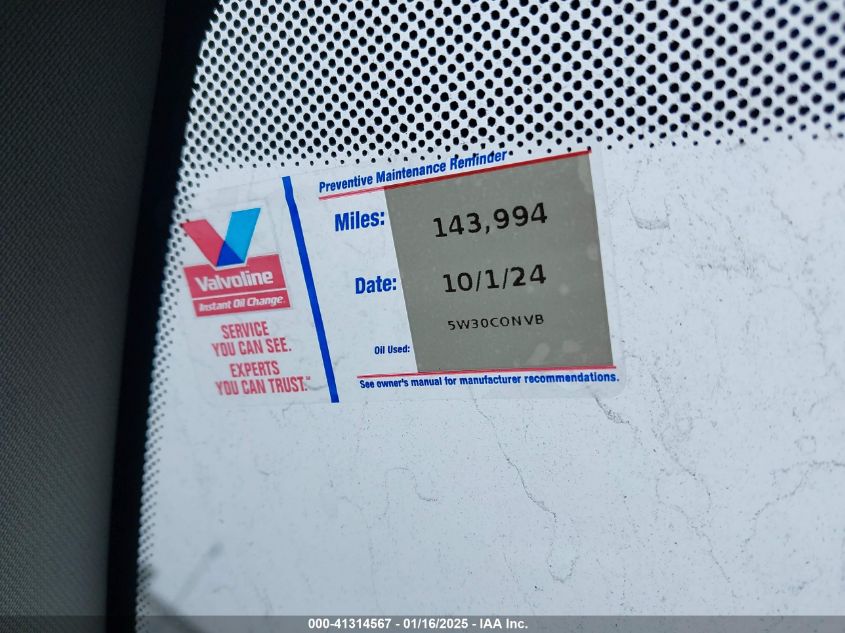 Preventive Maintenance Reminder
Miles: 143,994
Date: 10/1/24
5W30CONVB
Oil Used:
See owner's manual for manufacturer recommendations.
Valvoline
Instant Oil Change
SERVICE
YOU CAN SEE.
EXPERTS
YOU CAN TRUST.™
000-41314567 - 01/16/2025 - IAA Inc.